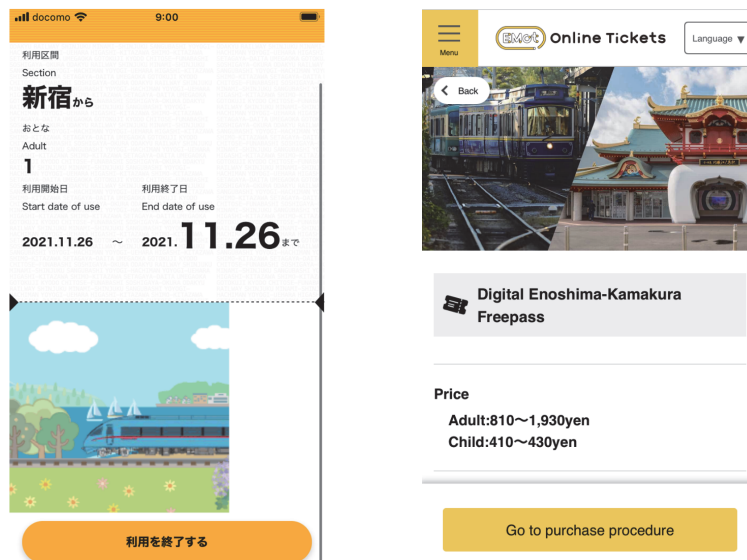 docomo
9:00
利用区間
Section
新宿から
おとな
Adult
1
利用開始日
利用終了日
Start date of use
End date of use
2021.11.26 ~ 2021.11.26まで
利用を終了する
Menu
EMot Online Tickets
Language ▼
Back
Digital Enoshima-Kamakura
Freepass
Price
Adult:810〜1,930yen
Child:410〜430yen
Go to purchase procedure